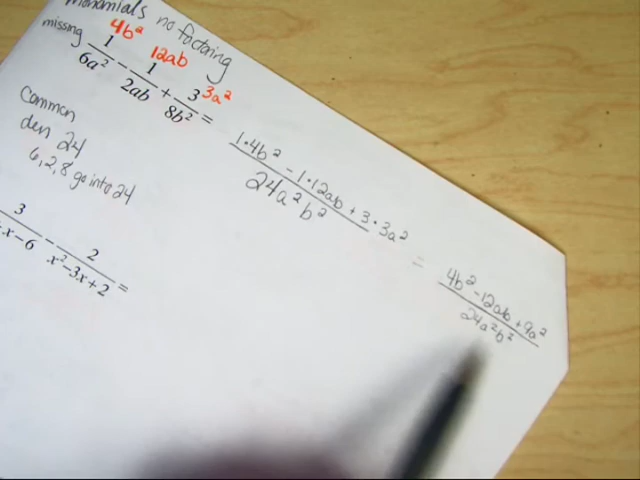 Monomials no factoring
missing 4b² 12ab 3a²
1/6a² - 1/2ab + 3/8b² =
Common
den 24
6, 2, 8 go into 24
1·4b² - 1·12ab + 3·3a² / 24a²b²
= 4b² - 12ab + 9a² / 24a²b²
3/x-6 - 2/x²-3x+2 =